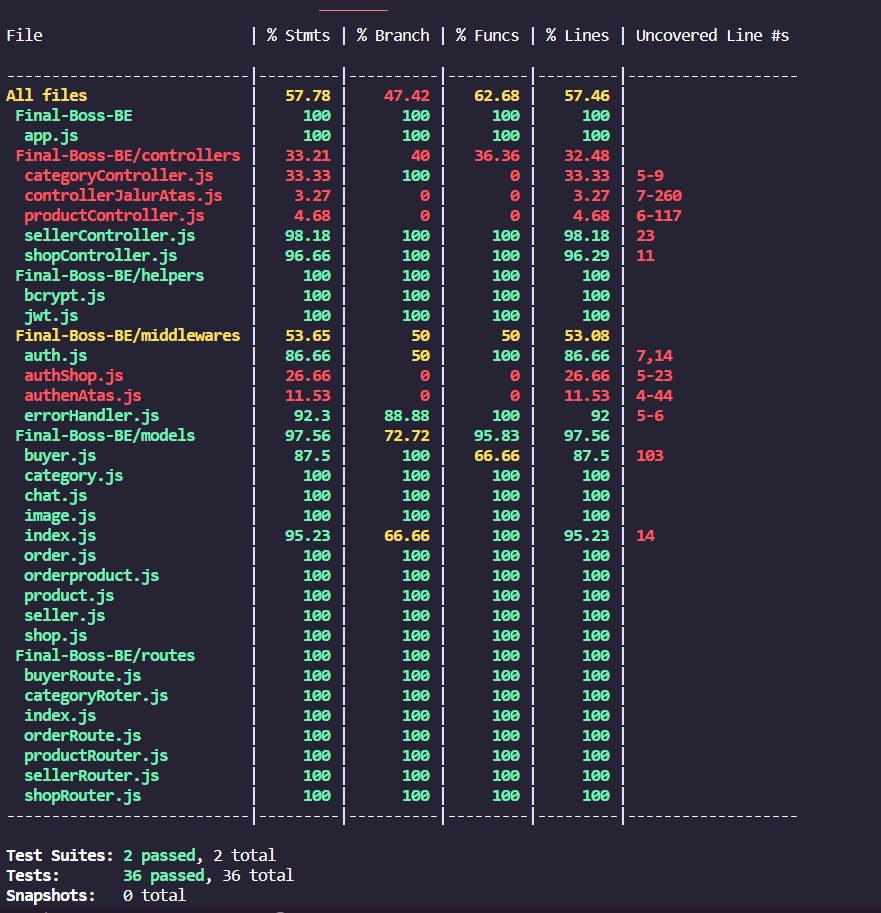 File | % Stmts | % Branch | % Funcs | % Lines | Uncovered Line #s
---------------------------|---------|----------|---------|---------|-------------------
All files | 57.78 | 47.42 | 62.68 | 57.46 |
Final-Boss-BE | 100 | 100 | 100 | 100 |
app.js | 100 | 100 | 100 | 100 |
Final-Boss-BE/controllers | 33.21 | 40 | 36.36 | 32.48 |
categoryController.js | 33.33 | 100 | 0 | 33.33 | 5-9
controllerJalurAtas.js | 3.27 | 0 | 0 | 3.27 | 7-260
productController.js | 4.68 | 0 | 0 | 4.68 | 6-117
sellerController.js | 98.18 | 100 | 100 | 98.18 | 23
shopController.js | 96.66 | 100 | 100 | 96.29 | 11
Final-Boss-BE/helpers | 100 | 100 | 100 | 100 |
bcrypt.js | 100 | 100 | 100 | 100 |
jwt.js | 100 | 100 | 100 | 100 |
Final-Boss-BE/middlewares | 53.65 | 50 | 50 | 53.08 |
auth.js | 86.66 | 50 | 100 | 86.66 | 7,14
authShop.js | 26.66 | 0 | 0 | 26.66 | 5-23
authenAtas.js | 11.53 | 0 | 0 | 11.53 | 4-44
errorHandler.js | 92.3 | 88.88 | 100 | 92 | 5-6
Final-Boss-BE/models | 97.56 | 72.72 | 95.83 | 97.56 |
buyer.js | 87.5 | 100 | 66.66 | 87.5 | 103
category.js | 100 | 100 | 100 | 100 |
chat.js | 100 | 100 | 100 | 100 |
image.js | 100 | 100 | 100 | 100 |
index.js | 95.23 | 66.66 | 100 | 95.23 | 14
order.js | 100 | 100 | 100 | 100 |
orderproduct.js | 100 | 100 | 100 | 100 |
product.js | 100 | 100 | 100 | 100 |
seller.js | 100 | 100 | 100 | 100 |
shop.js | 100 | 100 | 100 | 100 |
Final-Boss-BE/routes | 100 | 100 | 100 | 100 |
buyerRoute.js | 100 | 100 | 100 | 100 |
categoryRoter.js | 100 | 100 | 100 | 100 |
index.js | 100 | 100 | 100 | 100 |
orderRoute.js | 100 | 100 | 100 | 100 |
productRouter.js | 100 | 100 | 100 | 100 |
sellerRouter.js | 100 | 100 | 100 | 100 |
shopRouter.js | 100 | 100 | 100 | 100 |
---------------------------|---------|----------|---------|---------|-------------------
Test Suites: 2 passed, 2 total
Tests: 36 passed, 36 total
Snapshots: 0 total